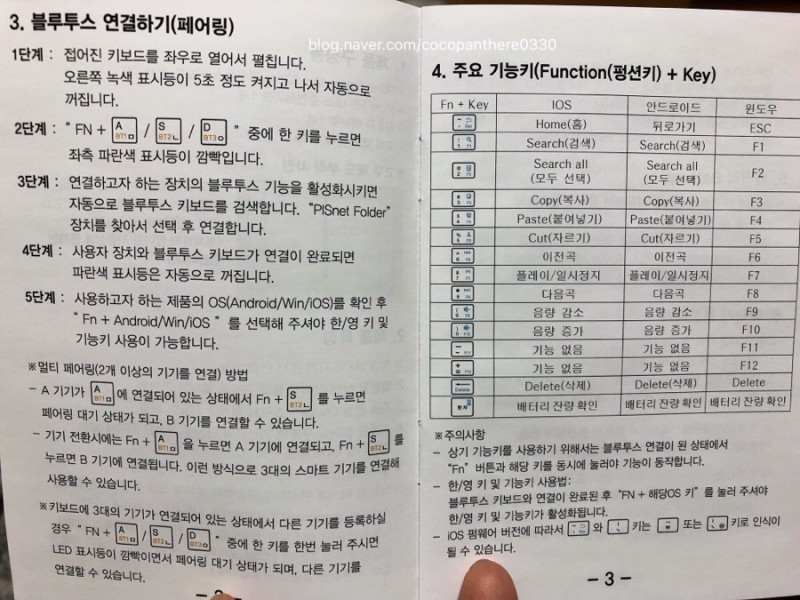 blog.naver.com/cocopanthere0330
3. 블루투스 연결하기(페어링)
1단계 : 접어진 키보드를 좌우로 열어서 펼칩니다.
오른쪽 녹색 표시등이 5초 정도 켜지고 나서 자동으로
꺼집니다.
2단계 : “ FN + A BT1 ㅁ / S BT2 ㄴ / D BT3 ㅇ ” 중에 한 키를 누르면
좌측 파란색 표시등이 깜빡입니다.
3단계 : 연결하고자 하는 장치의 블루투스 기능을 활성화시키면
자동으로 블루투스 키보드를 검색합니다. “PISnet Folder”
장치를 찾아서 선택 후 연결합니다.
4단계 : 사용자 장치와 블루투스 키보드가 연결이 완료되면
파란색 표시등은 자동으로 꺼집니다.
5단계 : 사용하고자 하는 제품의 OS(Android/Win/iOS)를 확인 후
“ Fn + Android/Win/iOS ” 를 선택해 주셔야 한/영 키 및
기능키 사용이 가능합니다.
※멀티 페어링(2개 이상의 기기를 연결) 방법
– A 기기가 A BT1 ㅁ 에 연결되어 있는 상태에서 Fn + S BT2 ㄴ 를 누르면
페어링 대기 상태가 되고, B 기기를 연결할 수 있습니다.
– 기기 전환시에는 Fn + A BT1 ㅁ 을 누르면 A 기기에 연결되고, Fn + S BT2 ㄴ 를
누르면 B 기기에 연결됩니다. 이런 방식으로 3대의 스마트 기기를 연결해
사용할 수 있습니다.
※키보드에 3대의 기기가 연결되어 있는 상태에서 다른 기기를 등록하실
경우 “ FN + A BT1 ㅁ / S BT2 ㄴ / D BT3 ㅇ ” 중에 한 키를 한번 눌러 주시면
LED 표시등이 깜빡이면서 페어링 대기 상태가 되며, 다른 기기를
연결할 수 있습니다.
4. 주요 기능키(Function(펑션키) + Key)
Fn + Key IOS 안드로이드 윈도우
Home(홈) 뒤로가기 ESC
Search(검색) Search(검색) F1
Search all (모두 선택) Search all (모두 선택) F2
Copy(복사) Copy(복사) F3
Paste(붙여넣기) Paste(붙여넣기) F4
Cut(자르기) Cut(자르기) F5
이전곡 이전곡 F6
플레이/일시정지 플레이/일시정지 F7
다음곡 다음곡 F8
음량 감소 음량 감소 F9
음량 증가 음량 증가 F10
기능 없음 기능 없음 F11
기능 없음 기능 없음 F12
Delete Delete(삭제) Delete(삭제) Delete
배터리 잔량 확인 배터리 잔량 확인 배터리 잔량 확인
※주의사항
– 상기 기능키를 사용하기 위해서는 블루투스 연결이 된 상태에서
“Fn” 버튼과 해당 키를 동시에 눌러야 기능이 동작합니다.
– 한/영 키 및 기능키 사용법:
블루투스 키보드와 연결이 완료된 후 “FN + 해당OS 키” 를 눌러 주셔야
한/영 키 및 기능키가 활성화됩니다.
– iOS 펌웨어 버전에 따라서 와 키는 또는 키로 인식이
될 수 있습니다.
– 3 –